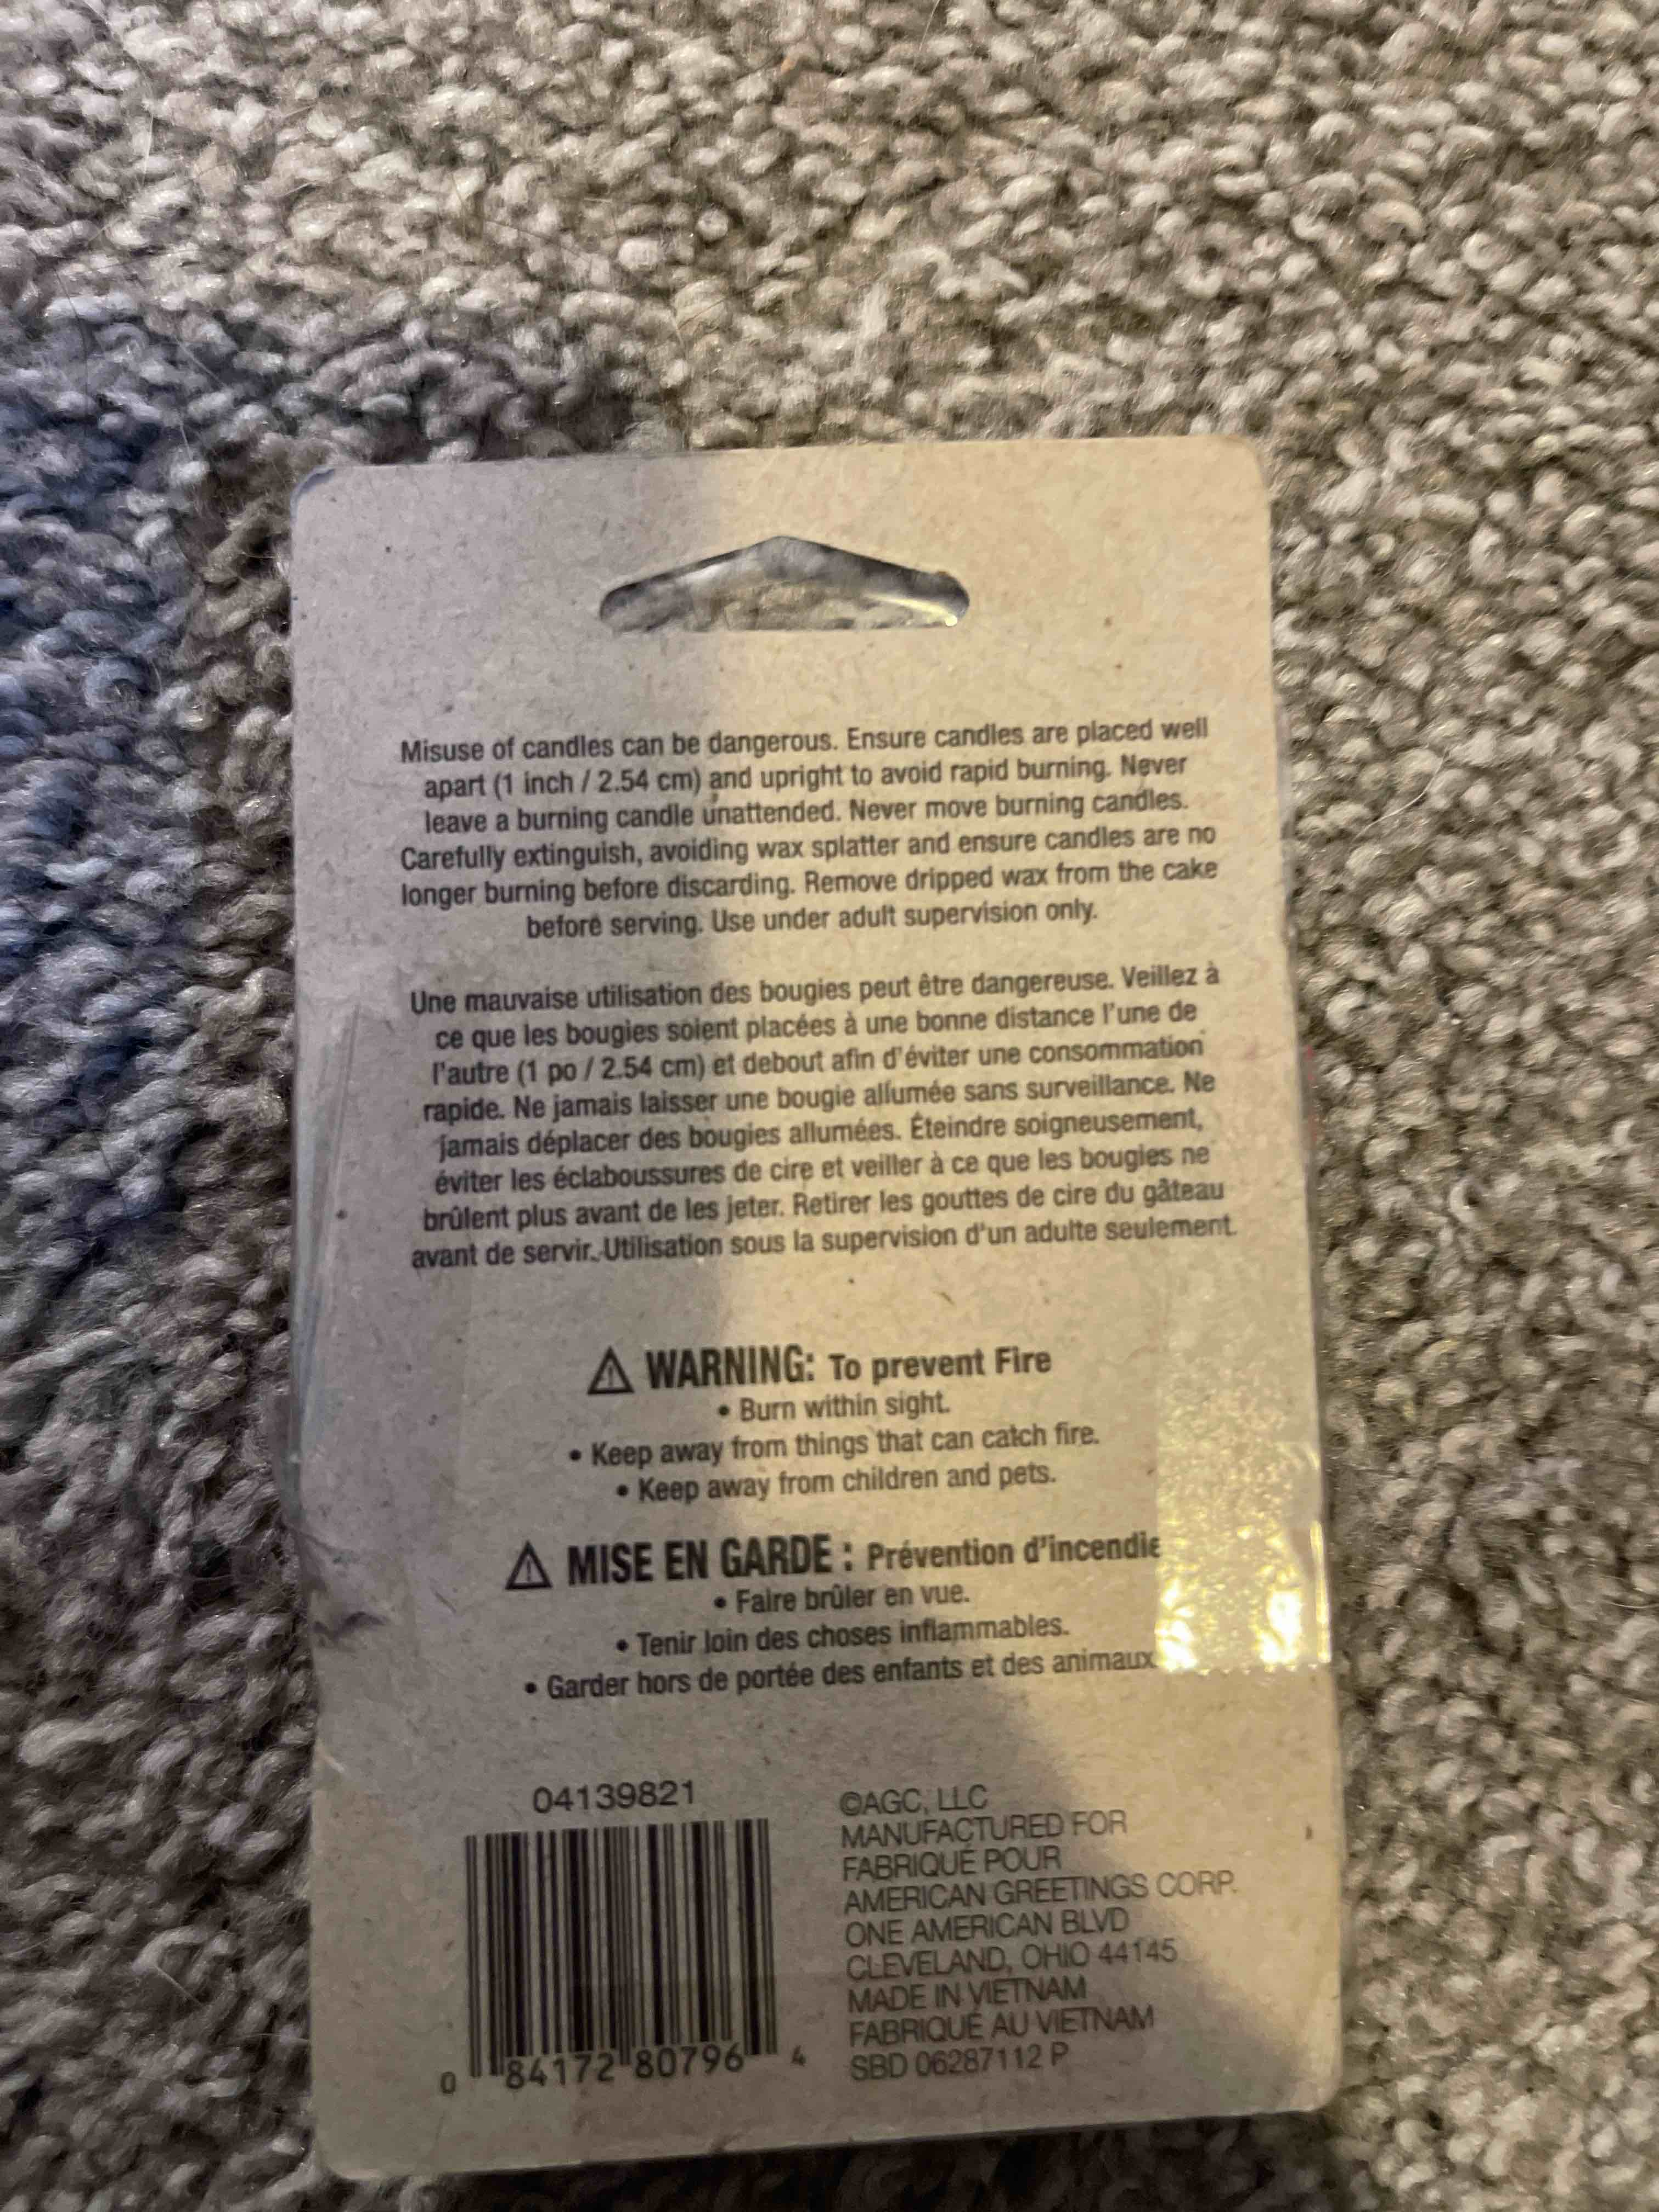 Misuse of candles can be dangerous. Ensure candles are placed well
apart (1 inch / 2.54 cm) and upright to avoid rapid burning. Never
leave a burning candle unattended. Never move burning candles.
Carefully extinguish, avoiding wax splatter and ensure candles are no
longer burning before discarding. Remove dripped wax from the cake
before serving. Use under adult supervision only.
Une mauvaise utilisation des bougies peut être dangereuse. Veillez à
ce que les bougies soient placées à une bonne distance l'une de
l'autre (1 po / 2.54 cm) et debout afin d'éviter une consommation
rapide. Ne jamais laisser une bougie allumée sans surveillance. Ne
jamais déplacer des bougies allumées. Éteindre soigneusement,
éviter les éclaboussures de cire et veiller à ce que les bougies ne
brûlent plus avant de les jeter. Retirer les gouttes de cire du gâteau
avant de servir. Utilisation sous la supervision d'un adulte seulement.
⚠ WARNING: To prevent Fire
• Burn within sight.
• Keep away from things that can catch fire.
• Keep away from children and pets.
⚠ MISE EN GARDE : Prévention d'incendie
• Faire brûler en vue.
• Tenir loin des choses inflammables.
• Garder hors de portée des enfants et des animaux
04139821
0 84172 80796 4
©AGC, LLC
MANUFACTURED FOR
FABRIQUÉ POUR
AMERICAN GREETINGS CORP.
ONE AMERICAN BLVD
CLEVELAND, OHIO 44145
MADE IN VIETNAM
FABRIQUÉ AU VIETNAM
SBD 06287112 P